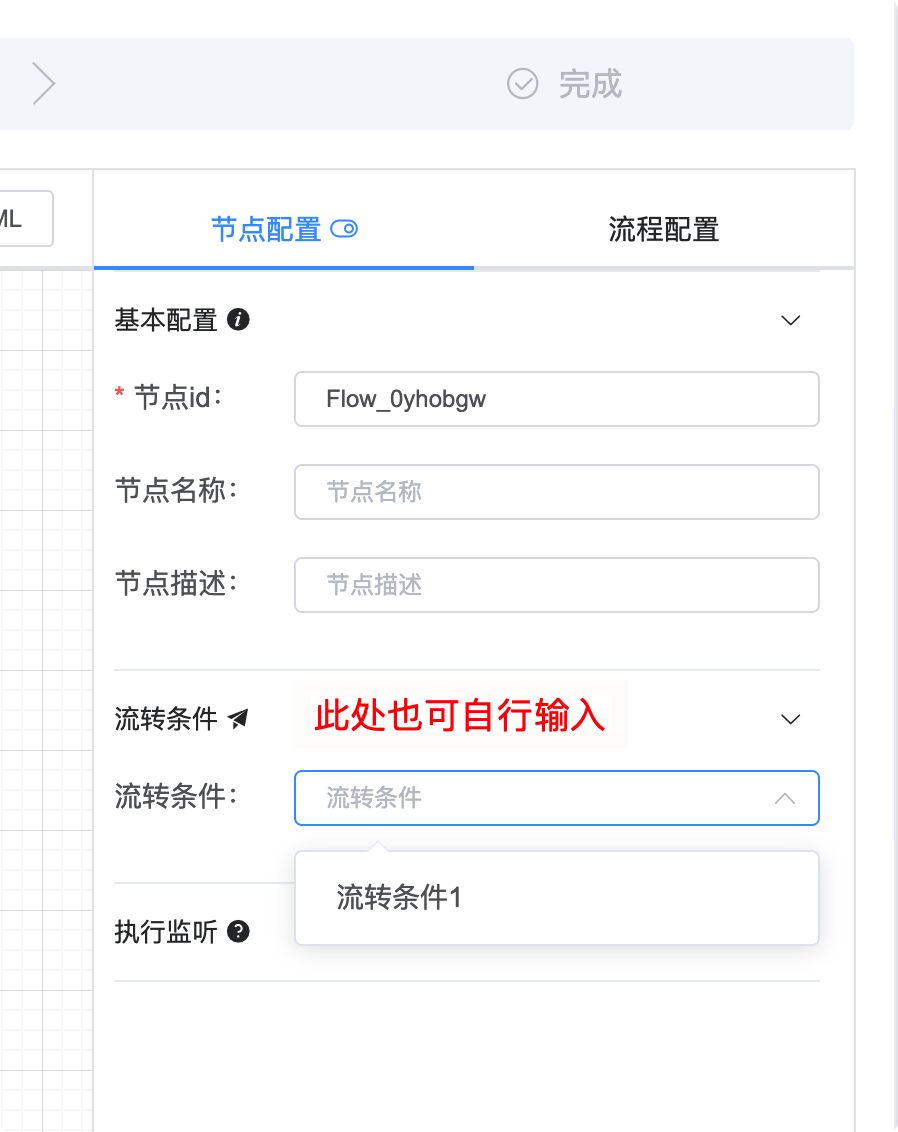 完成
ML
节点配置
流程配置
基本配置
* 节点id：
Flow_0yhobgw
节点名称：
节点名称
节点描述：
节点描述
流转条件
此处也可自行输入
流转条件：
流转条件
流转条件1
执行监听